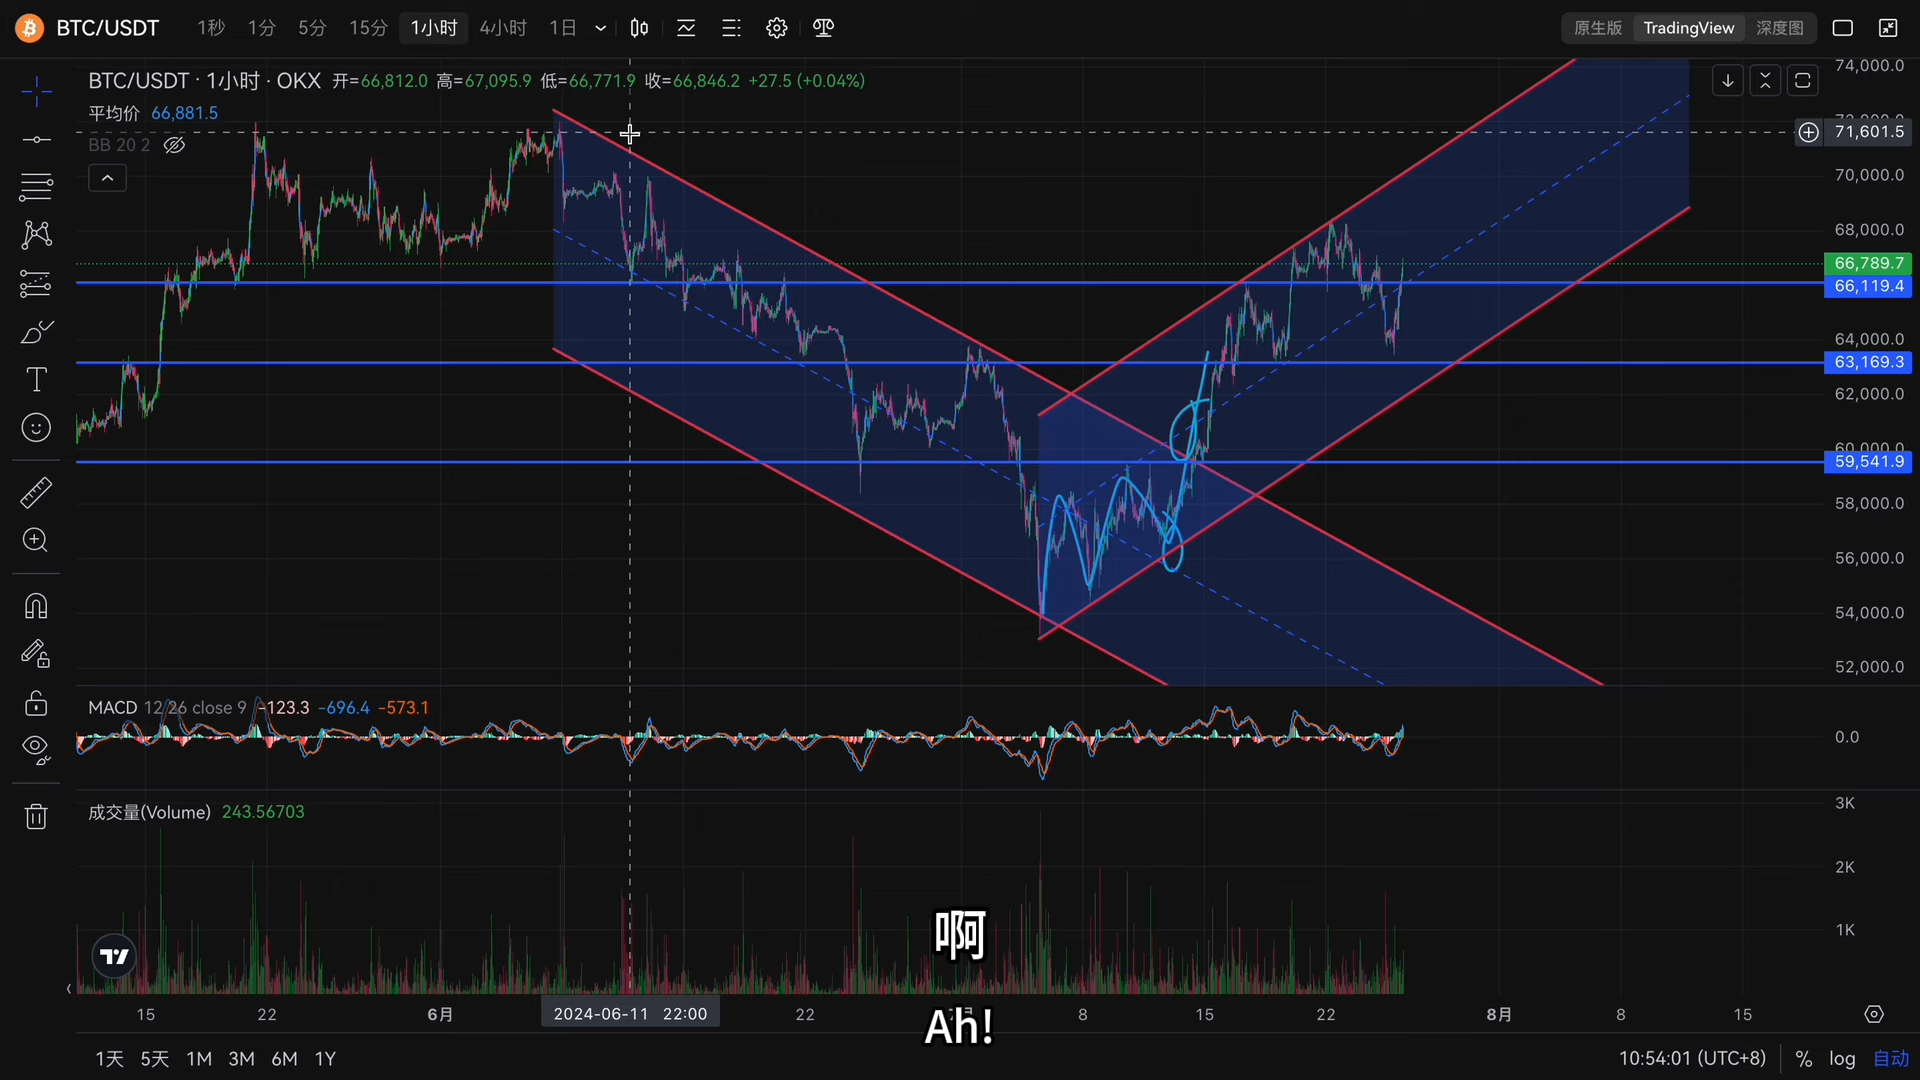 BTC/USDT 1秒 1分 5分 15分 1小时 4小时 1日 原生版 TradingView 深度图
BTC/USDT · 1小时 · OKX 开=66,812.0 高=67,095.9 低=66,771.9 收=66,846.2 +27.5 (+0.04%)
平均价 66,881.5
BB 20 2
74,000.0
71,601.5
70,000.0
68,000.0
66,789.7
66,119.4
64,000.0
63,169.3
62,000.0
60,000.0
59,541.9
58,000.0
56,000.0
54,000.0
52,000.0
MACD 12 26 close 9 -123.3 -696.4 -573.1
0.0
成交量(Volume) 243.56703
3K
2K
1K
啊
15 22 6月 2024-06-11 22:00 22 8 15 22 8月 8 15
Ah!
1天 5天 1M 3M 6M 1Y 10:54:01 (UTC+8) % log 自动